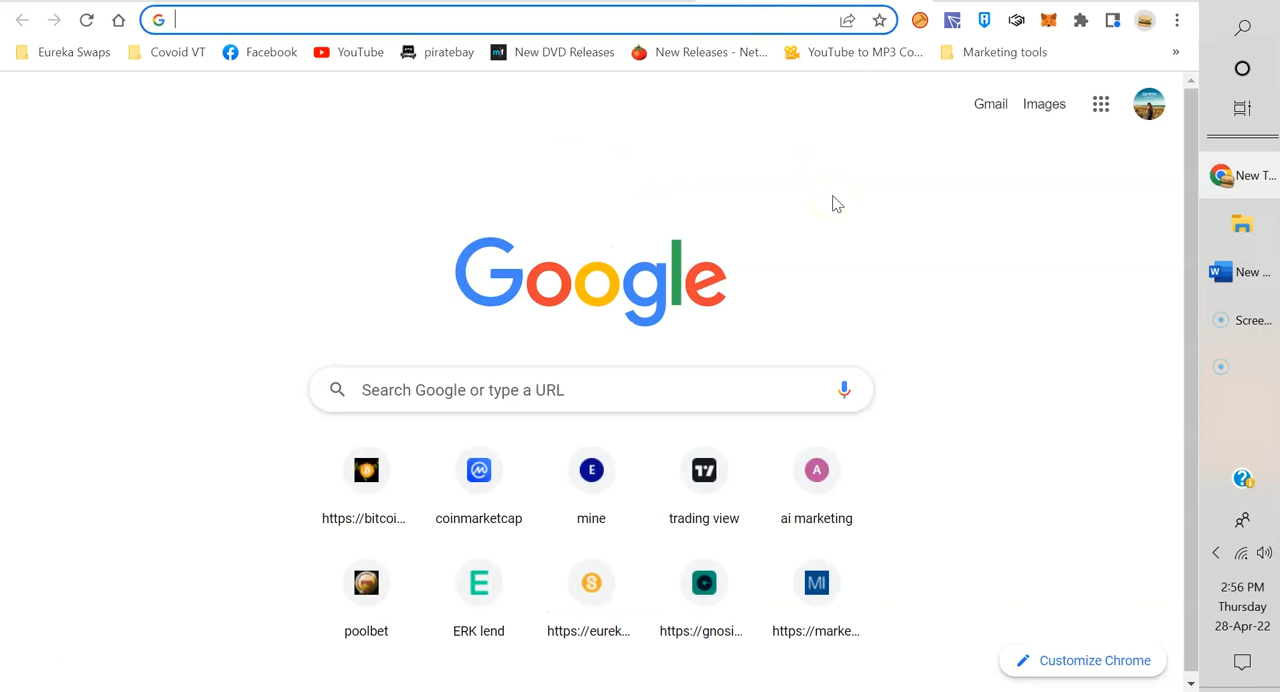 Eureka Swaps
Covoid VT
Facebook
YouTube
piratebay
New DVD Releases
New Releases - Net...
YouTube to MP3 Co...
Marketing tools
»
Gmail
Images
Google
Search Google or type a URL
https://bitcoi...
coinmarketcap
E
mine
trading view
A
ai marketing
poolbet
E
ERK lend
S
https://eurek...
https://gnosi...
MI
https://marke...
Customize Chrome
New T...
W
New ...
Scree...
2:56 PM
Thursday
28-Apr-22